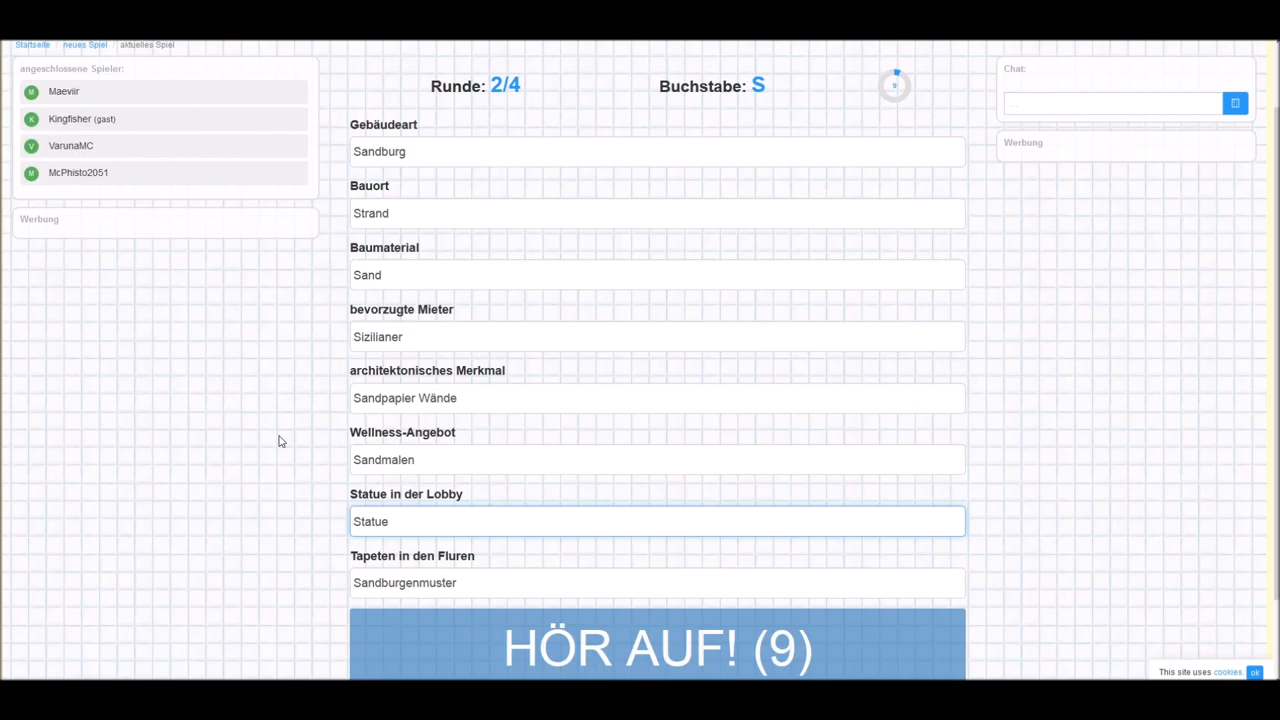 Startseite / neues Spiel / aktuelles Spiel
angeschlossene Spieler:
M Maeviir
K Kingfisher (gast)
V VarunaMC
M McPhisto2051
Werbung
Runde: 2/4
Buchstabe: S
9
Gebäudeart
Sandburg
Bauort
Strand
Baumaterial
Sand
bevorzugte Mieter
Sizilianer
architektonisches Merkmal
Sandpapier Wände
Wellness-Angebot
Sandmalen
Statue in der Lobby
Statue
Tapeten in den Fluren
Sandburgenmuster
HÖR AUF! (9)
Chat:
...
Werbung
This site uses cookies. ok